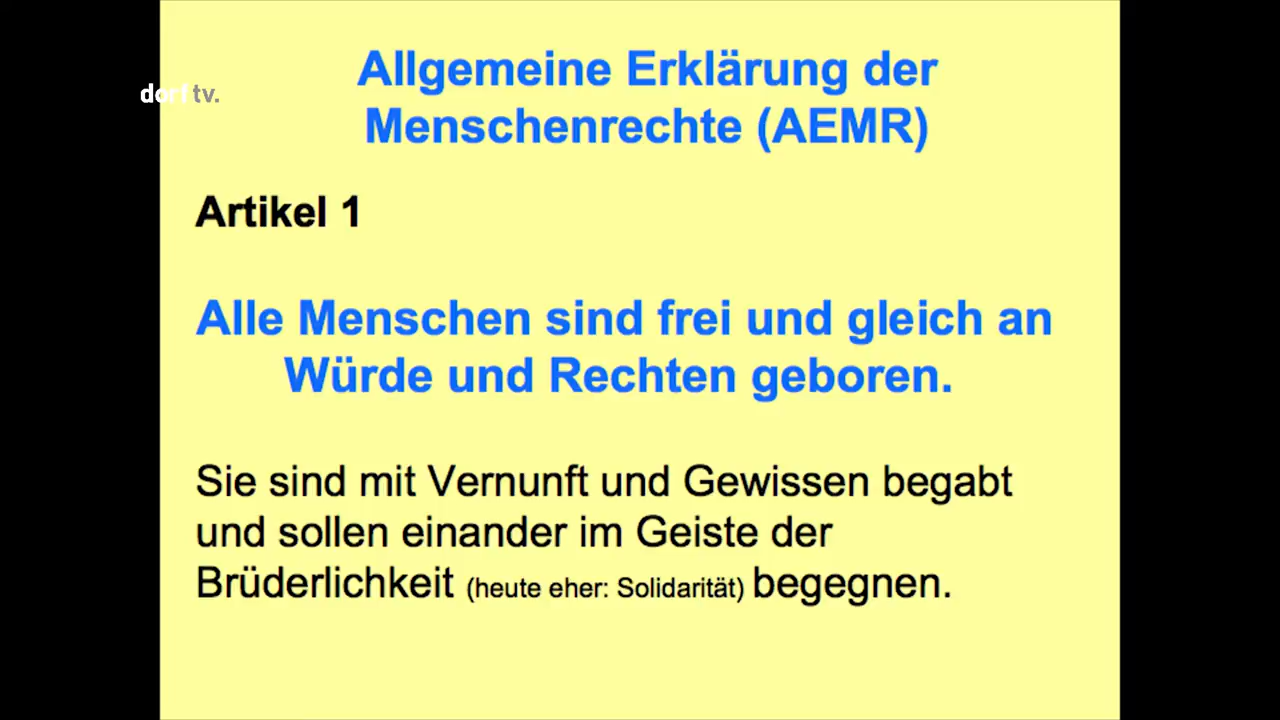 Allgemeine Erklärung der
Menschenrechte (AEMR)
dorf tv.
Artikel 1
Alle Menschen sind frei und gleich an
Würde und Rechten geboren.
Sie sind mit Vernunft und Gewissen begabt
und sollen einander im Geiste der
Brüderlichkeit (heute eher: Solidarität) begegnen.